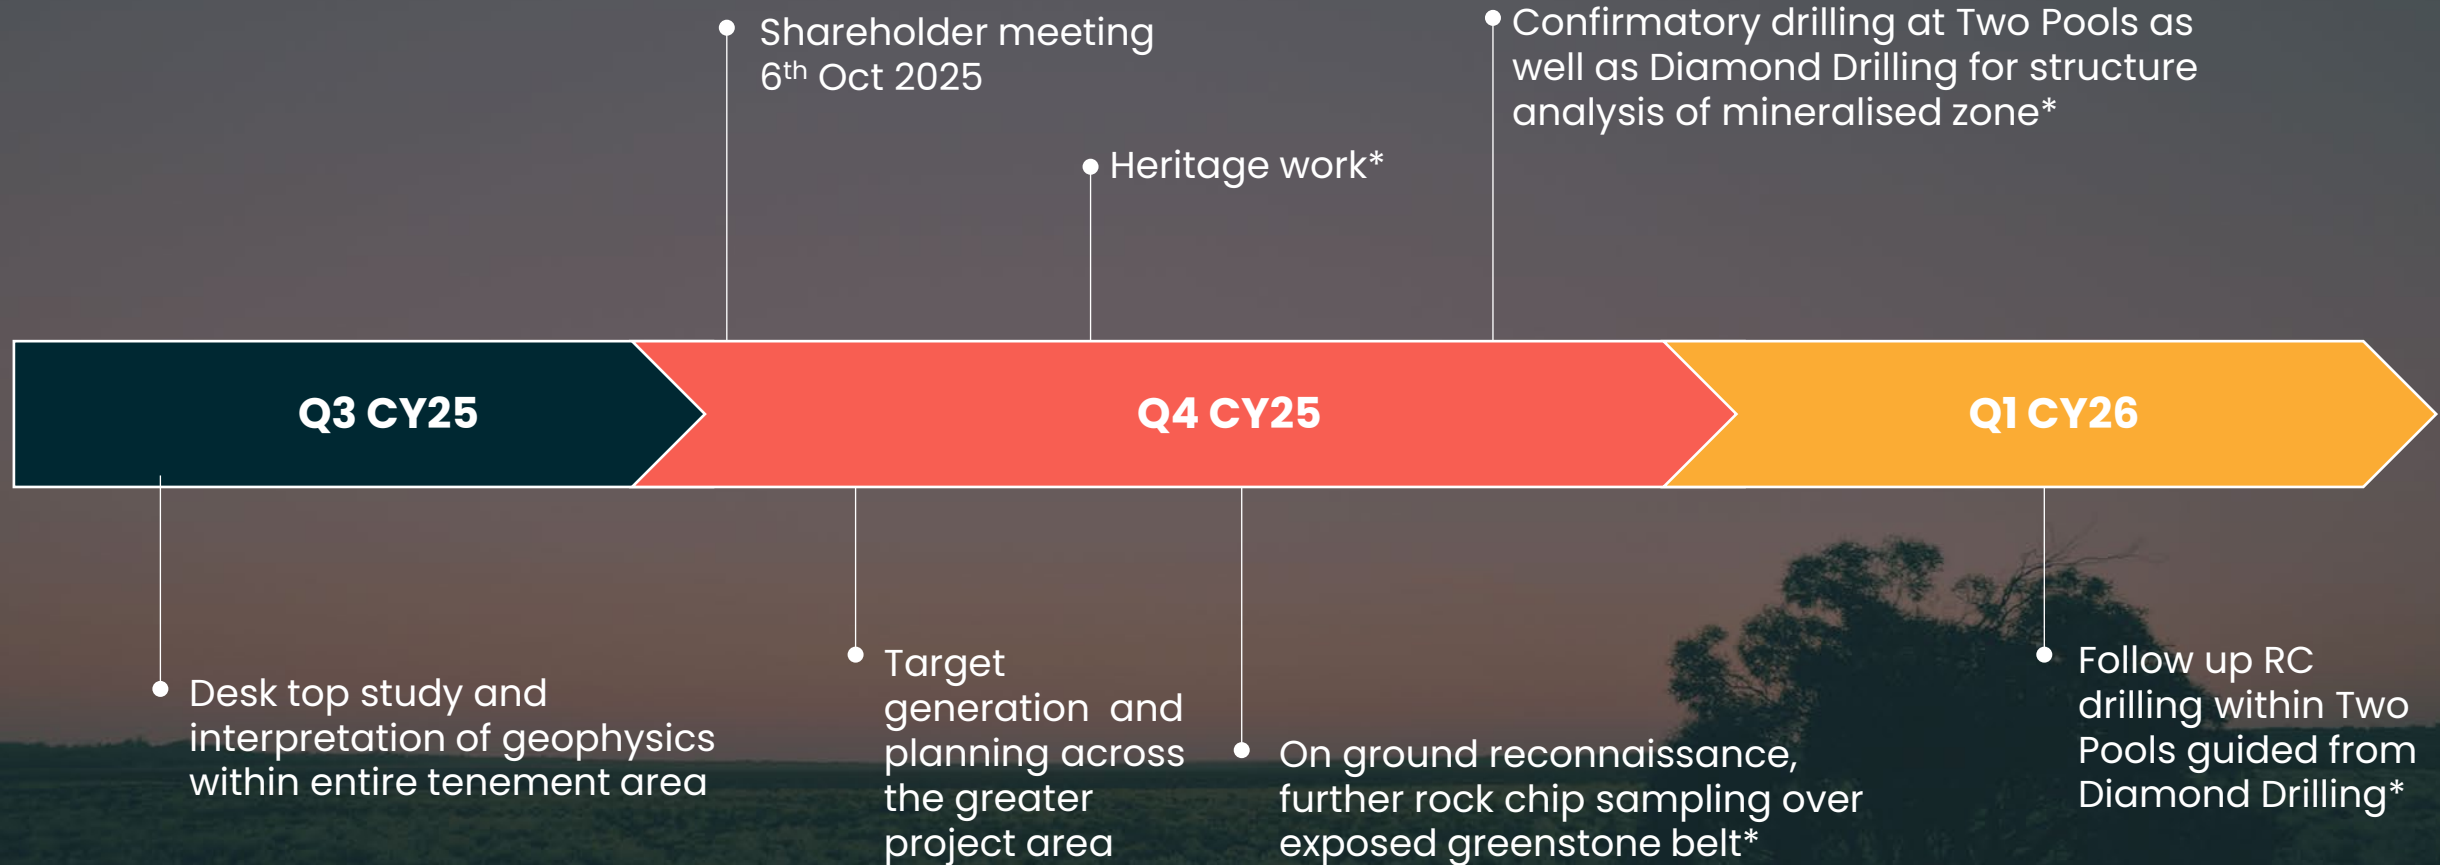 Shareholder meeting
6th Oct 2025
Heritage work*
Confirmatory drilling at Two Pools as
well as Diamond Drilling for structure
analysis of mineralised zone*
Q3 CY25
Q4 CY25
Q1 CY26
Desk top study and
interpretation of geophysics
within entire tenement area
Target
generation and
planning across
the greater
project area
On ground reconnaissance,
further rock chip sampling over
exposed greenstone belt*
Follow up RC
drilling within Two
Pools guided from
Diamond Drilling*